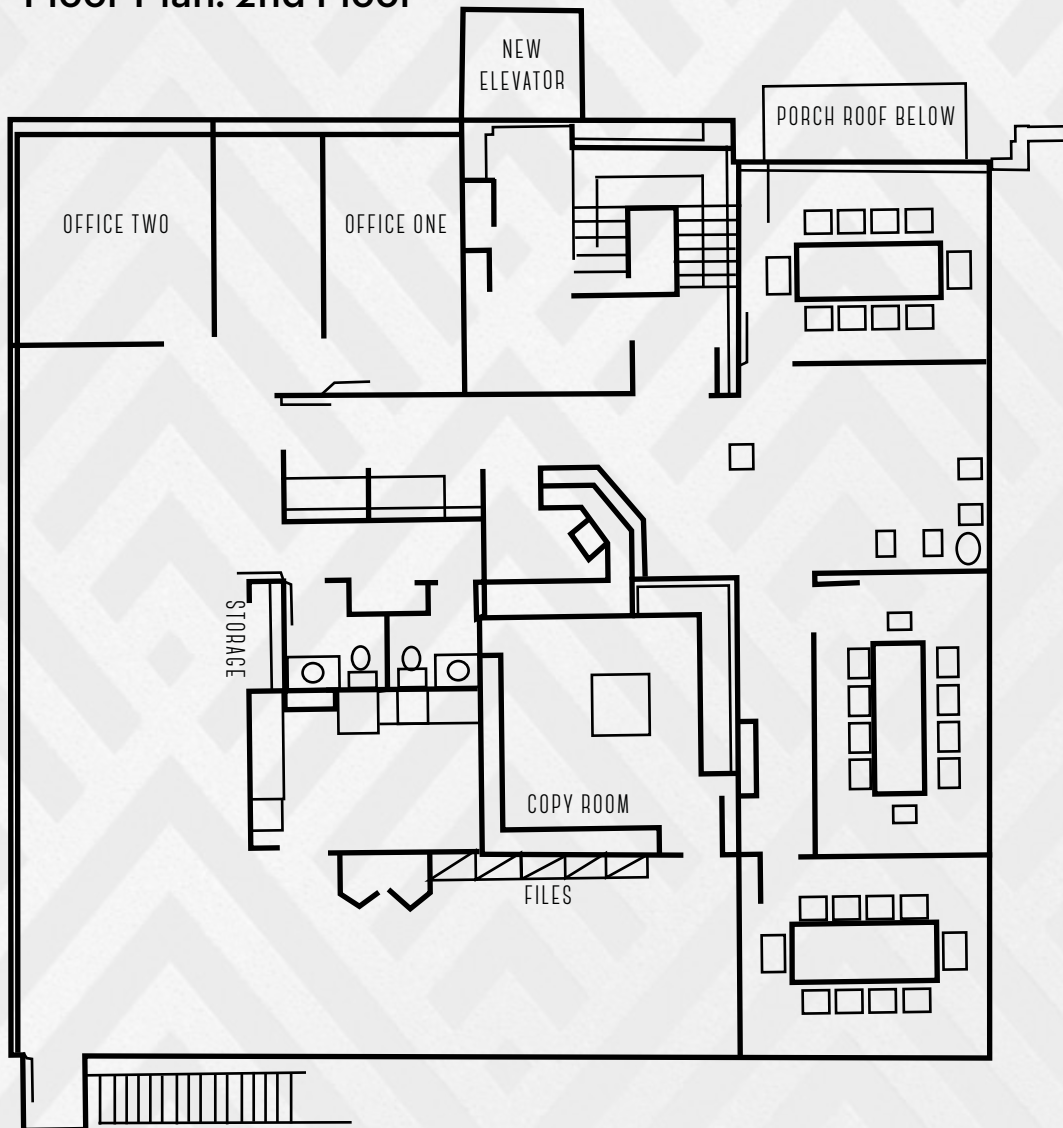 Floor Plan: 2nd Floor
NEW
ELEVATOR
PORCH ROOF BELOW
OFFICE TWO
OFFICE ONE
STORAGE
COPY ROOM
FILES